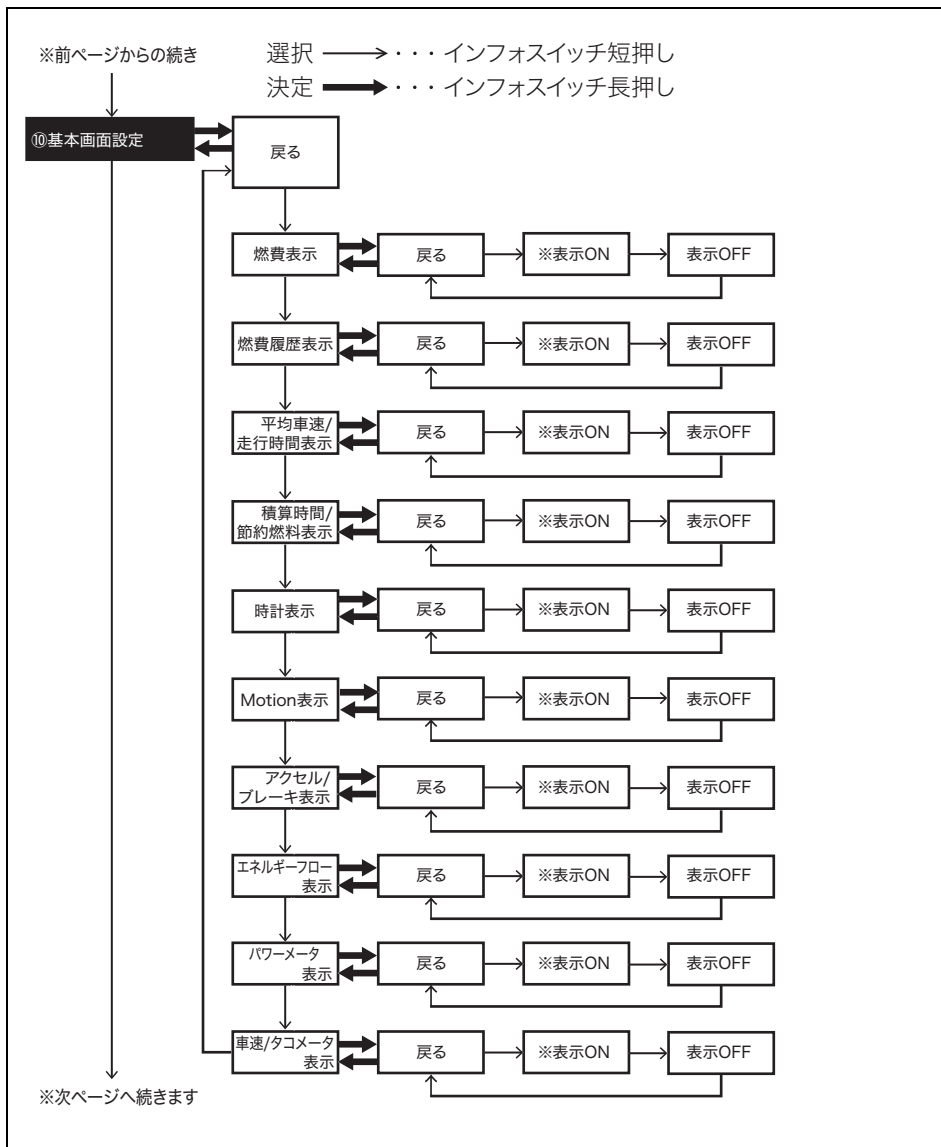 ※前ページからの続き
選択 ・・・インフォスイッチ短押し
決定 ・・・インフォスイッチ長押し
⑩基本画面設定
戻る
燃費表示
戻る
※表示ON
表示OFF
燃費履歴表示
戻る
※表示ON
表示OFF
平均車速/
走行時間表示
戻る
※表示ON
表示OFF
積算時間/
節約燃料表示
戻る
※表示ON
表示OFF
時計表示
戻る
※表示ON
表示OFF
Motion表示
戻る
※表示ON
表示OFF
アクセル/
ブレーキ表示
戻る
※表示ON
表示OFF
エネルギーフロー
表示
戻る
※表示ON
表示OFF
パワーメータ
表示
戻る
※表示ON
表示OFF
車速/タコメータ
表示
戻る
※表示ON
表示OFF
※次ページへ続きます